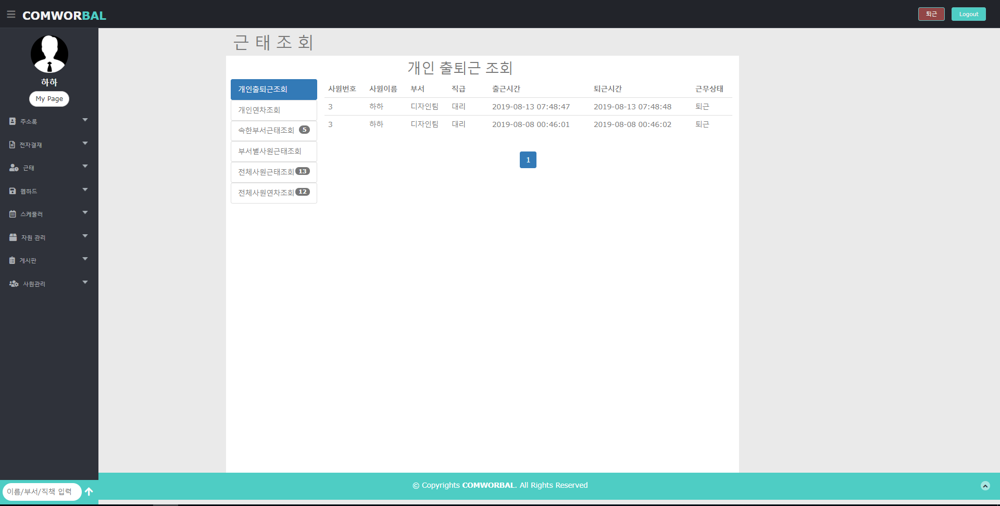 COMWORBAL
퇴근
Logout
하하
My Page
주소록
전자결재
근태
웹하드
스케줄러
자원 관리
게시판
사원관리
이름/부서/직책 입력
근 태 조 회
개인 출퇴근 조회
개인출퇴근조회
개인연차조회
속한부서근태조회 5
부서별사원근태조회
전체사원근태조회 13
전체사원연차조회 12
사원번호 사원이름 부서 직급 출근시간 퇴근시간 근무상태
3 하하 디자인팀 대리 2019-08-13 07:48:47 2019-08-13 07:48:48 퇴근
3 하하 디자인팀 대리 2019-08-08 00:46:01 2019-08-08 00:46:02 퇴근
1
© Copyrights COMWORBAL. All Rights Reserved